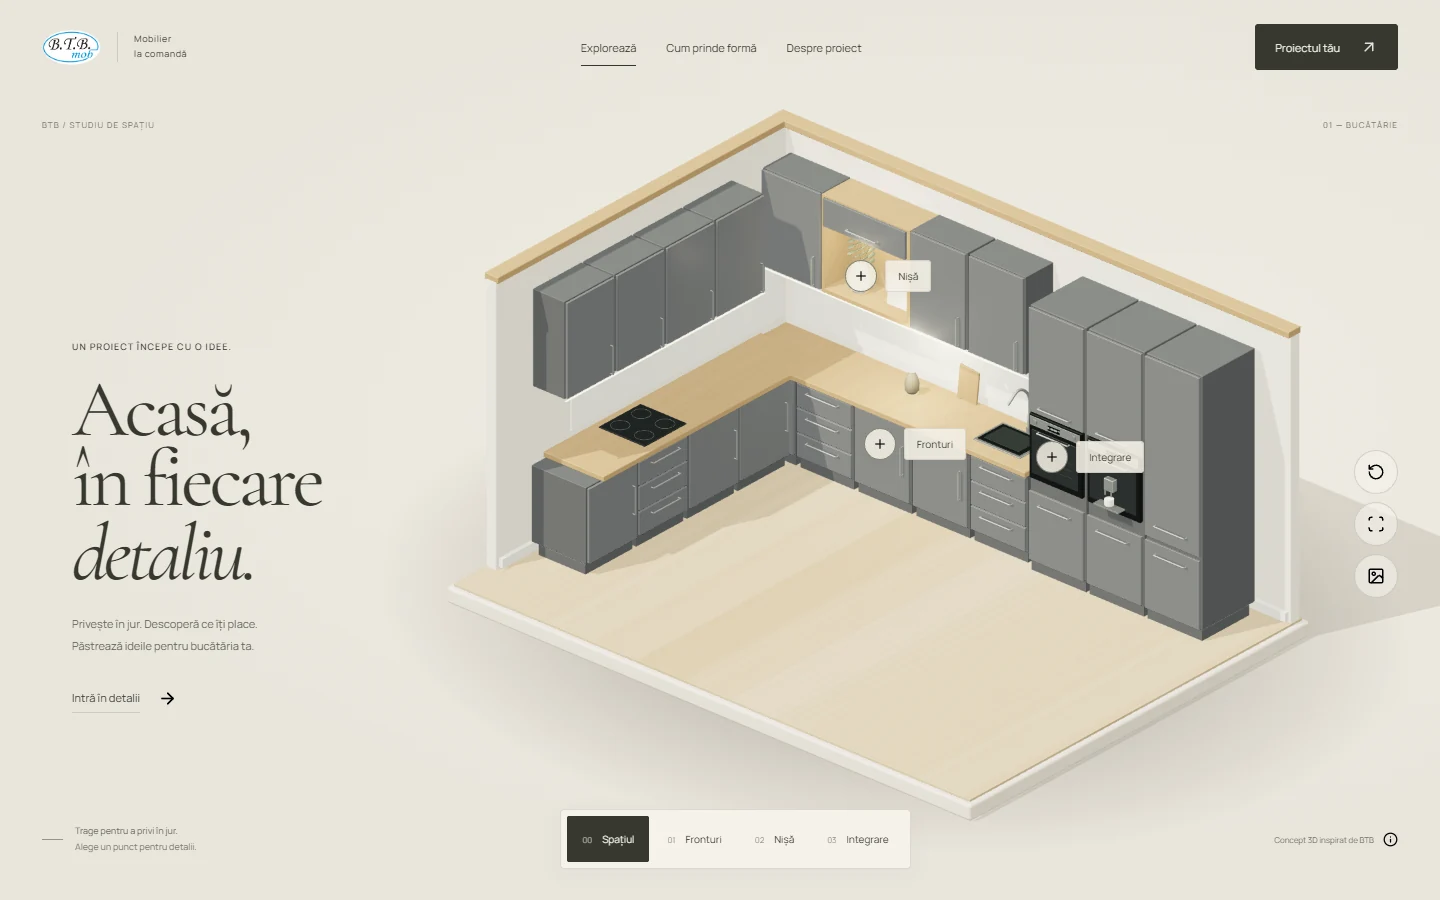 B.T.B.
mob
Mobilier
la comandă
Explorează
Cum prinde formă
Despre proiect
Proiectul tău
BTB / STUDIU DE SPAȚIU
01 — BUCĂTĂRIE
Nișă
Fronturi
Integrare
UN PROIECT ÎNCEPE CU O IDEE.
Acasă,
în fiecare
detaliu.
Privește în jur. Descoperă ce îți place.
Păstrează ideile pentru bucătăria ta.
Intră în detalii
Trage pentru a privi în jur.
Alege un punct pentru detalii.
00 Spațiul
01 Fronturi
02 Nișă
03 Integrare
Concept 3D inspirat de BTB